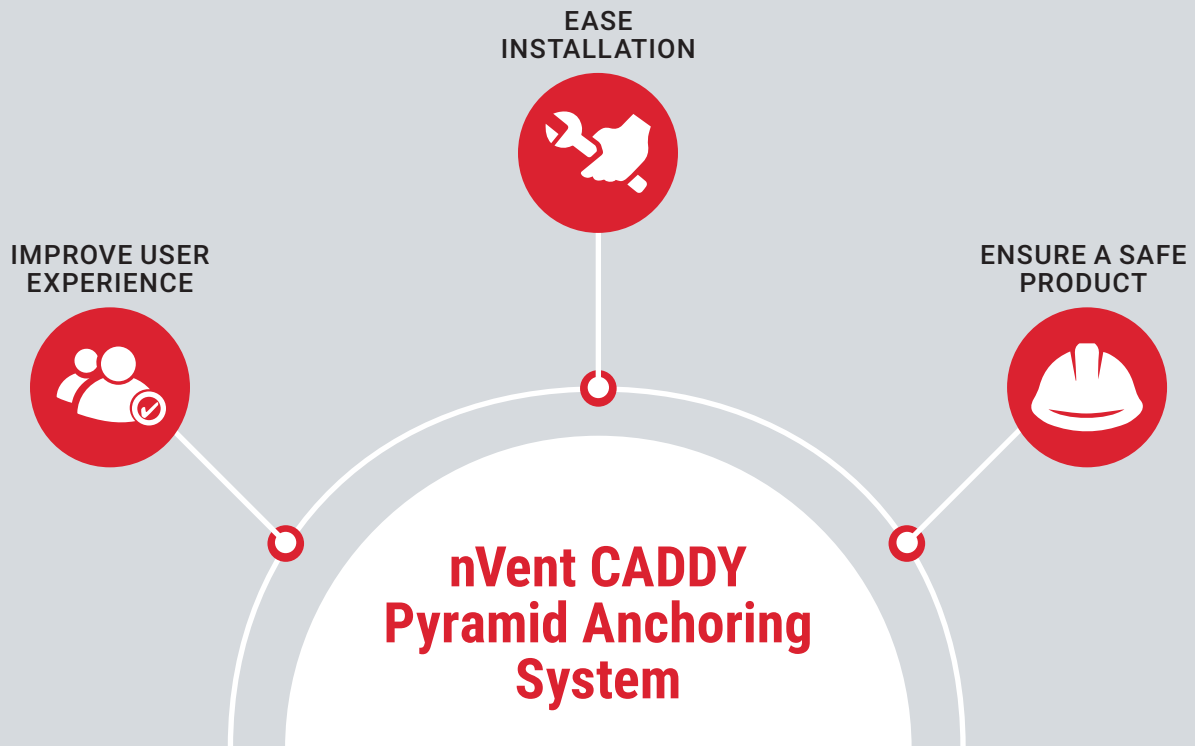 EASE
INSTALLATION
IMPROVE USER
EXPERIENCE
ENSURE A SAFE
PRODUCT
nVent CADDY
Pyramid Anchoring
System